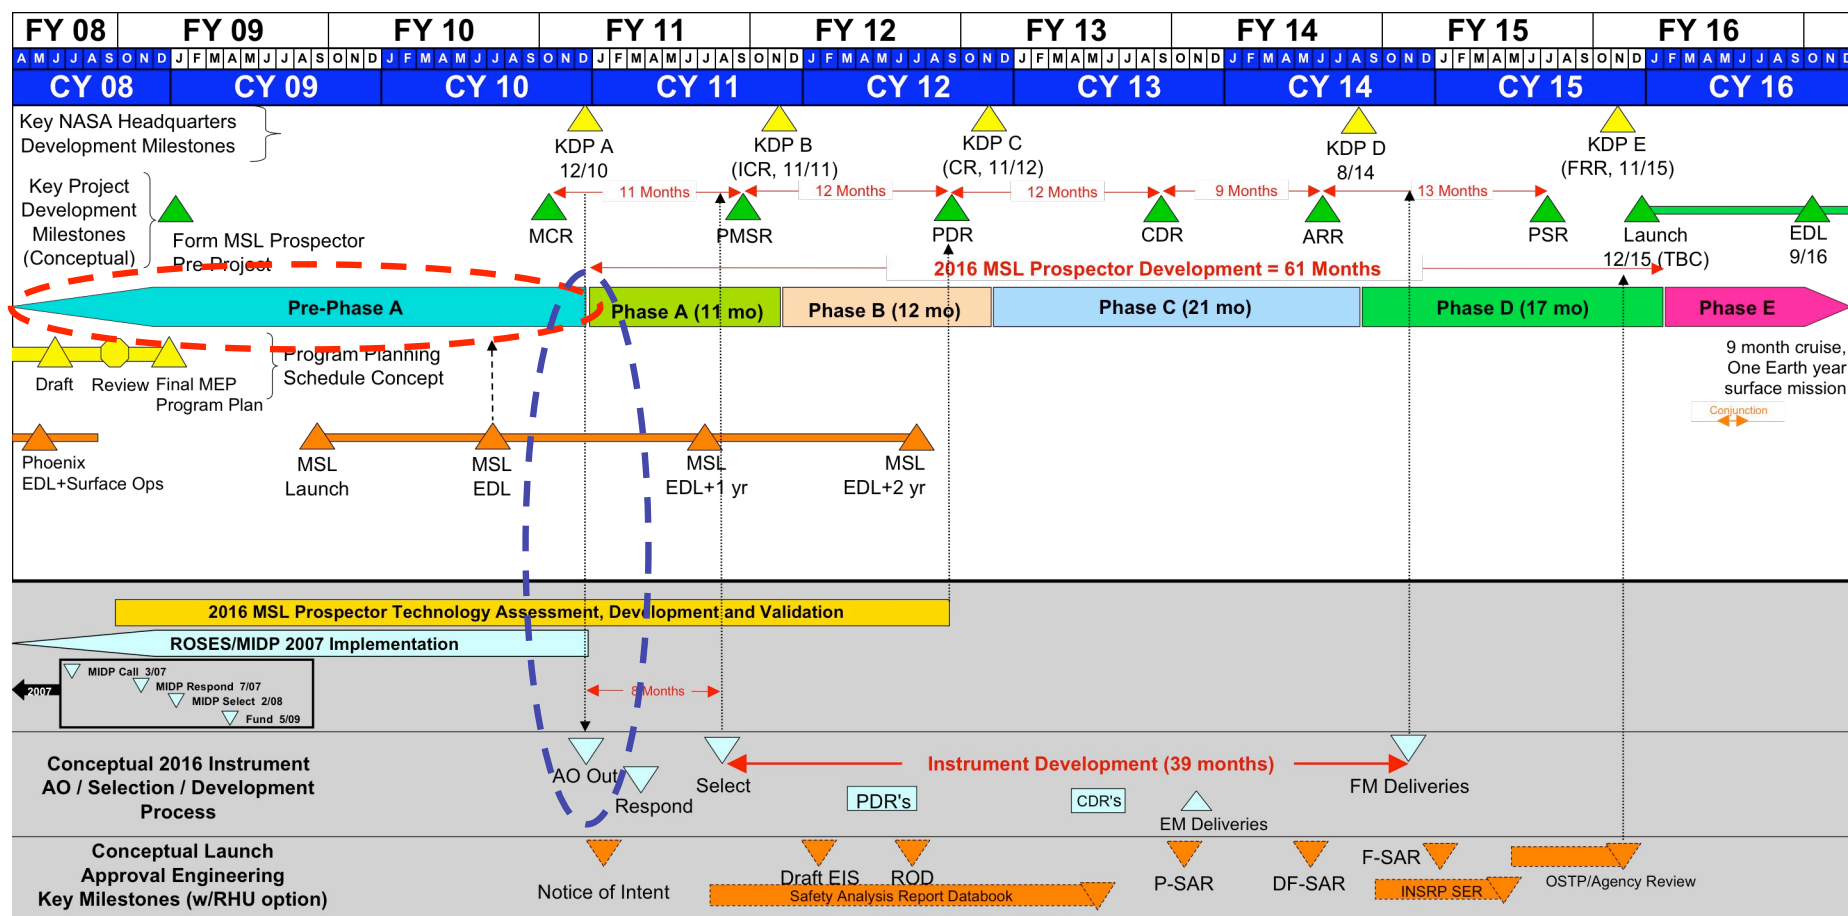 FY 08 FY 09 FY 10 FY 11 FY 12 FY 13 FY 14 FY 15 FY 16
A M J J A S O N D J F M A M J J A S O N D J F M A M J J A S O N D J F M A M J J A S O N D J F M A M J J A S O N D J F M A M J J A S O N D J F M A M J J A S O N D J F M A M J J A S O N D J F M A M J J A S O N D
CY 08 CY 09 CY 10 CY 11 CY 12 CY 13 CY 14 CY 15 CY 16
Key NASA Headquarters
Development Milestones
KDP A
12/10
KDP B
(ICR, 11/11)
KDP C
(CR, 11/12)
KDP D
8/14
KDP E
(FRR, 11/15)
Key Project
Development
Milestones
(Conceptual)
11 Months
12 Months
12 Months
9 Months
13 Months
Form MSL Prospector
Pre-Project
MCR
PMSR
PDR
CDR
ARR
PSR
Launch
12/15 (TBC)
EDL
9/16
2016 MSL Prospector Development = 61 Months
Pre-Phase A
Phase A (11 mo)
Phase B (12 mo)
Phase C (21 mo)
Phase D (17 mo)
Phase E
Draft
Review
Final MEP
Program Plan
Program Planning
Schedule Concept
9 month cruise,
One Earth year
surface mission
Conjunction
Phoenix
EDL+Surface Ops
MSL
Launch
MSL
EDL
MSL
EDL+1 yr
MSL
EDL+2 yr
2016 MSL Prospector Technology Assessment, Development and Validation
ROSES/MIDP 2007 Implementation
2007
MIDP Call 3/07
MIDP Respond 7/07
MIDP Select 2/08
Fund 5/09
8 Months
Conceptual 2016 Instrument
AO / Selection / Development
Process
AO Out
Respond
Select
Instrument Development (39 months)
PDR's
CDR's
EM Deliveries
FM Deliveries
Conceptual Launch
Approval Engineering
Key Milestones (w/RHU option)
Notice of Intent
Draft EIS
ROD
Safety Analysis Report Databook
P-SAR
DF-SAR
F-SAR
INSRP SER
OSTP/Agency Review